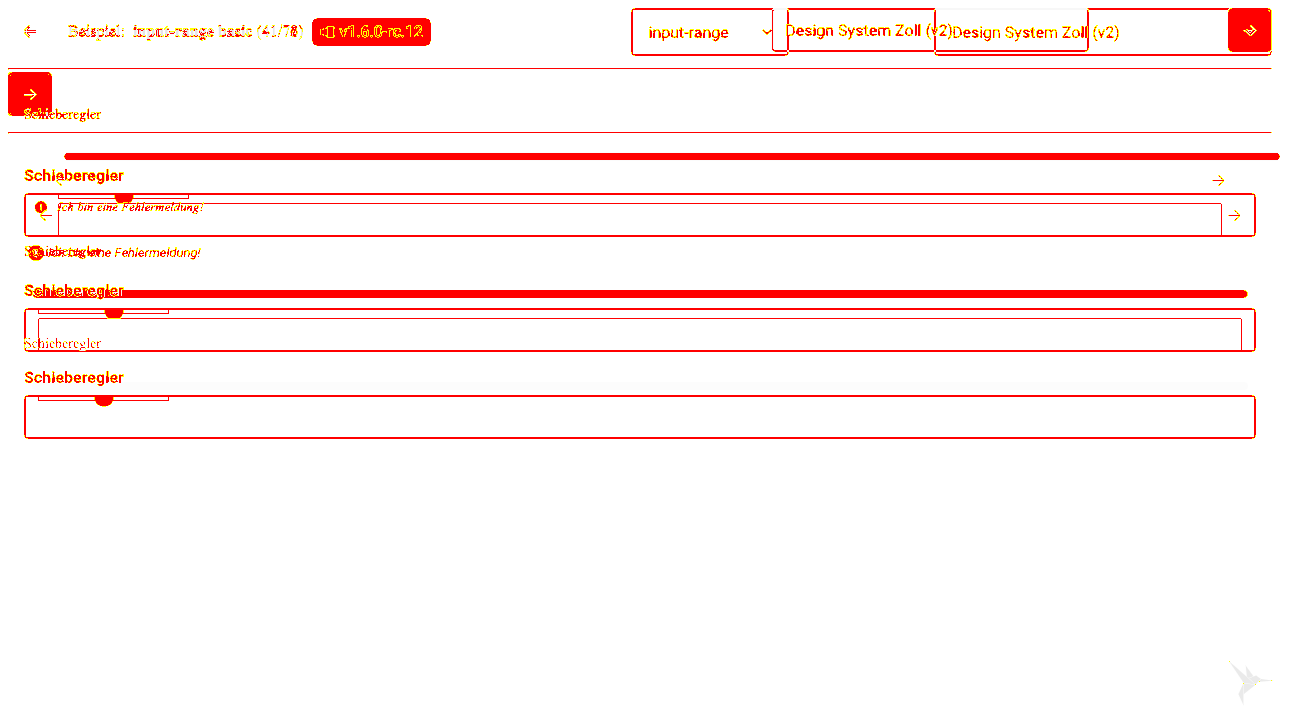 Beispiel: input-range basic (41/78) v1.6.0-rc.12 input-range Design System Zoll (v2) Design System Zoll (v2)
Schieberegler
Schieberegler
Ich bin eine Fehlermeldung!
Schieberegler
Ich bin eine Fehlermeldung!
Schieberegler
Schieberegler
Schieberegler